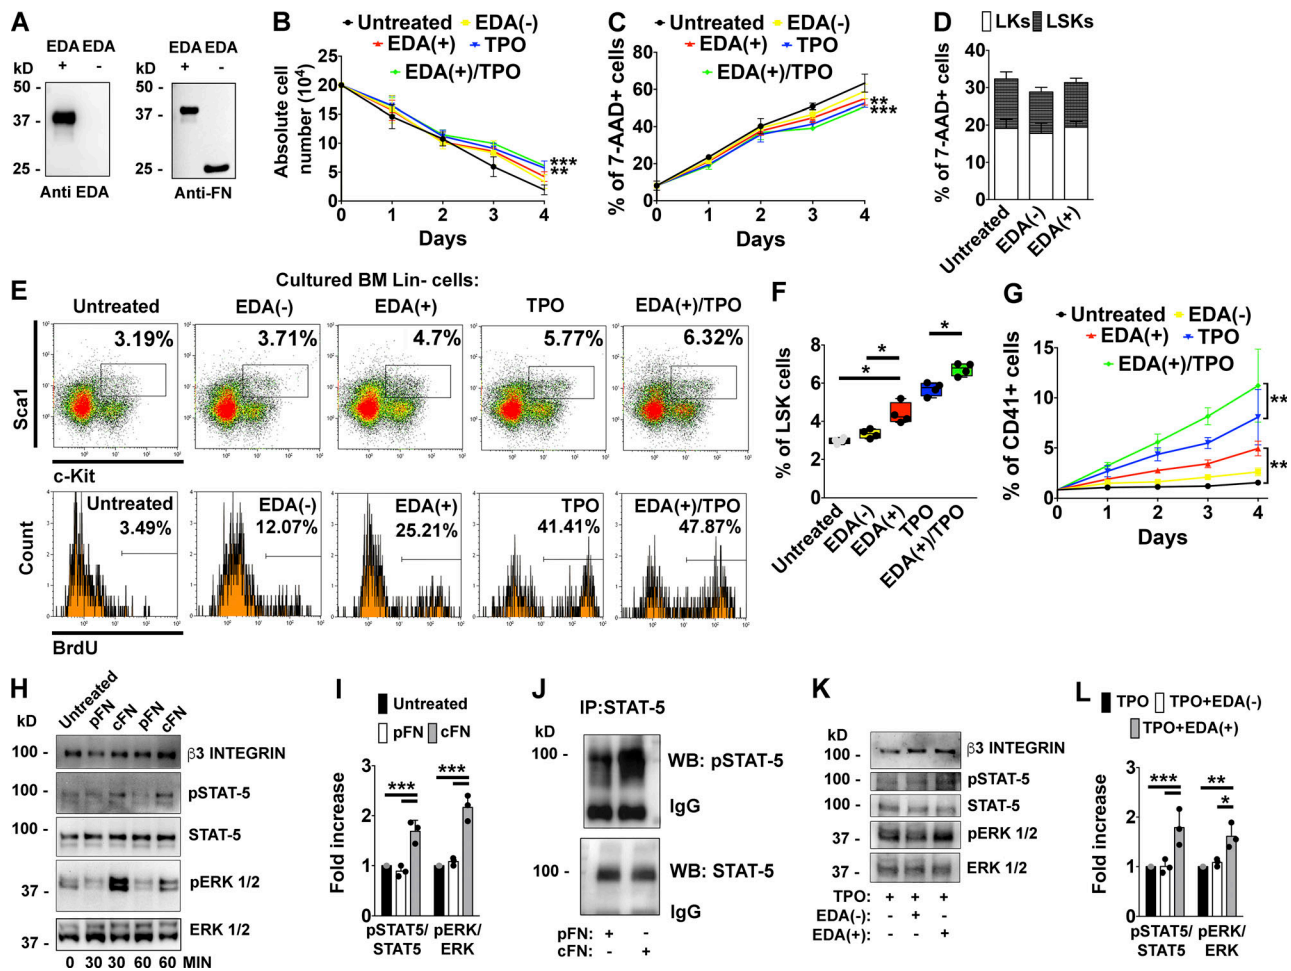 A
EDA EDA
kD + -
50 -
37 -
25 -
Anti EDA
EDA EDA
kD + -
50 -
37 -
25 -
Anti-FN
B
Untreated EDA(-)
EDA(+) TPO
EDA(+)/TPO
Absolute cell number (10⁴)
25
20
15
10
5
0
0 1 2 3 4
Days
***
**
C
Untreated EDA(-)
EDA(+) TPO
EDA(+)/TPO
% of 7-AAD+ cells
80
60
40
20
0
0 1 2 3 4
Days
**
***
D
LKs LSKs
% of 7-AAD+ cells
40
30
20
10
0
Untreated
EDA(-)
EDA(+)
E
Cultured BM Lin- cells:
Untreated EDA(-) EDA(+) TPO EDA(+)/TPO
3.19% 3.71% 4.7% 5.77% 6.32%
Sca1
c-Kit
Untreated EDA(-) EDA(+) TPO EDA(+)/TPO
3.49% 12.07% 25.21% 41.41% 47.87%
Count
BrdU
F
% of LSK cells
8
6
4
2
0
* * *
Untreated
EDA(-)
EDA(+)
TPO
EDA(+)/TPO
G
Untreated EDA(-)
EDA(+) TPO
EDA(+)/TPO
% of CD41+ cells
15
10
5
0
0 1 2 3 4
Days
**
**
H
kD
Untreated pFN cFN pFN cFN
100 - β3 INTEGRIN
pSTAT-5
100 - STAT-5
37 - pERK 1/2
37 - ERK 1/2
0 30 30 60 60 MIN
I
Untreated
pFN cFN
Fold increase
3
2
1
0
*** ***
pSTAT5/ STAT5
pERK/ ERK
J
IP:STAT-5
kD
100 - WB: pSTAT-5
IgG
100 - WB: STAT-5
IgG
pFN: + -
cFN: - +
K
kD
100 - β3 INTEGRIN
100 - pSTAT-5
100 - STAT-5
37 - pERK 1/2
37 - ERK 1/2
TPO: + + +
EDA(-): - + -
EDA(+): - - +
L
TPO TPO+EDA(-)
TPO+EDA(+)
Fold increase
3
2
1
0
*** ** *
pSTAT5/ STAT5
pERK/ ERK